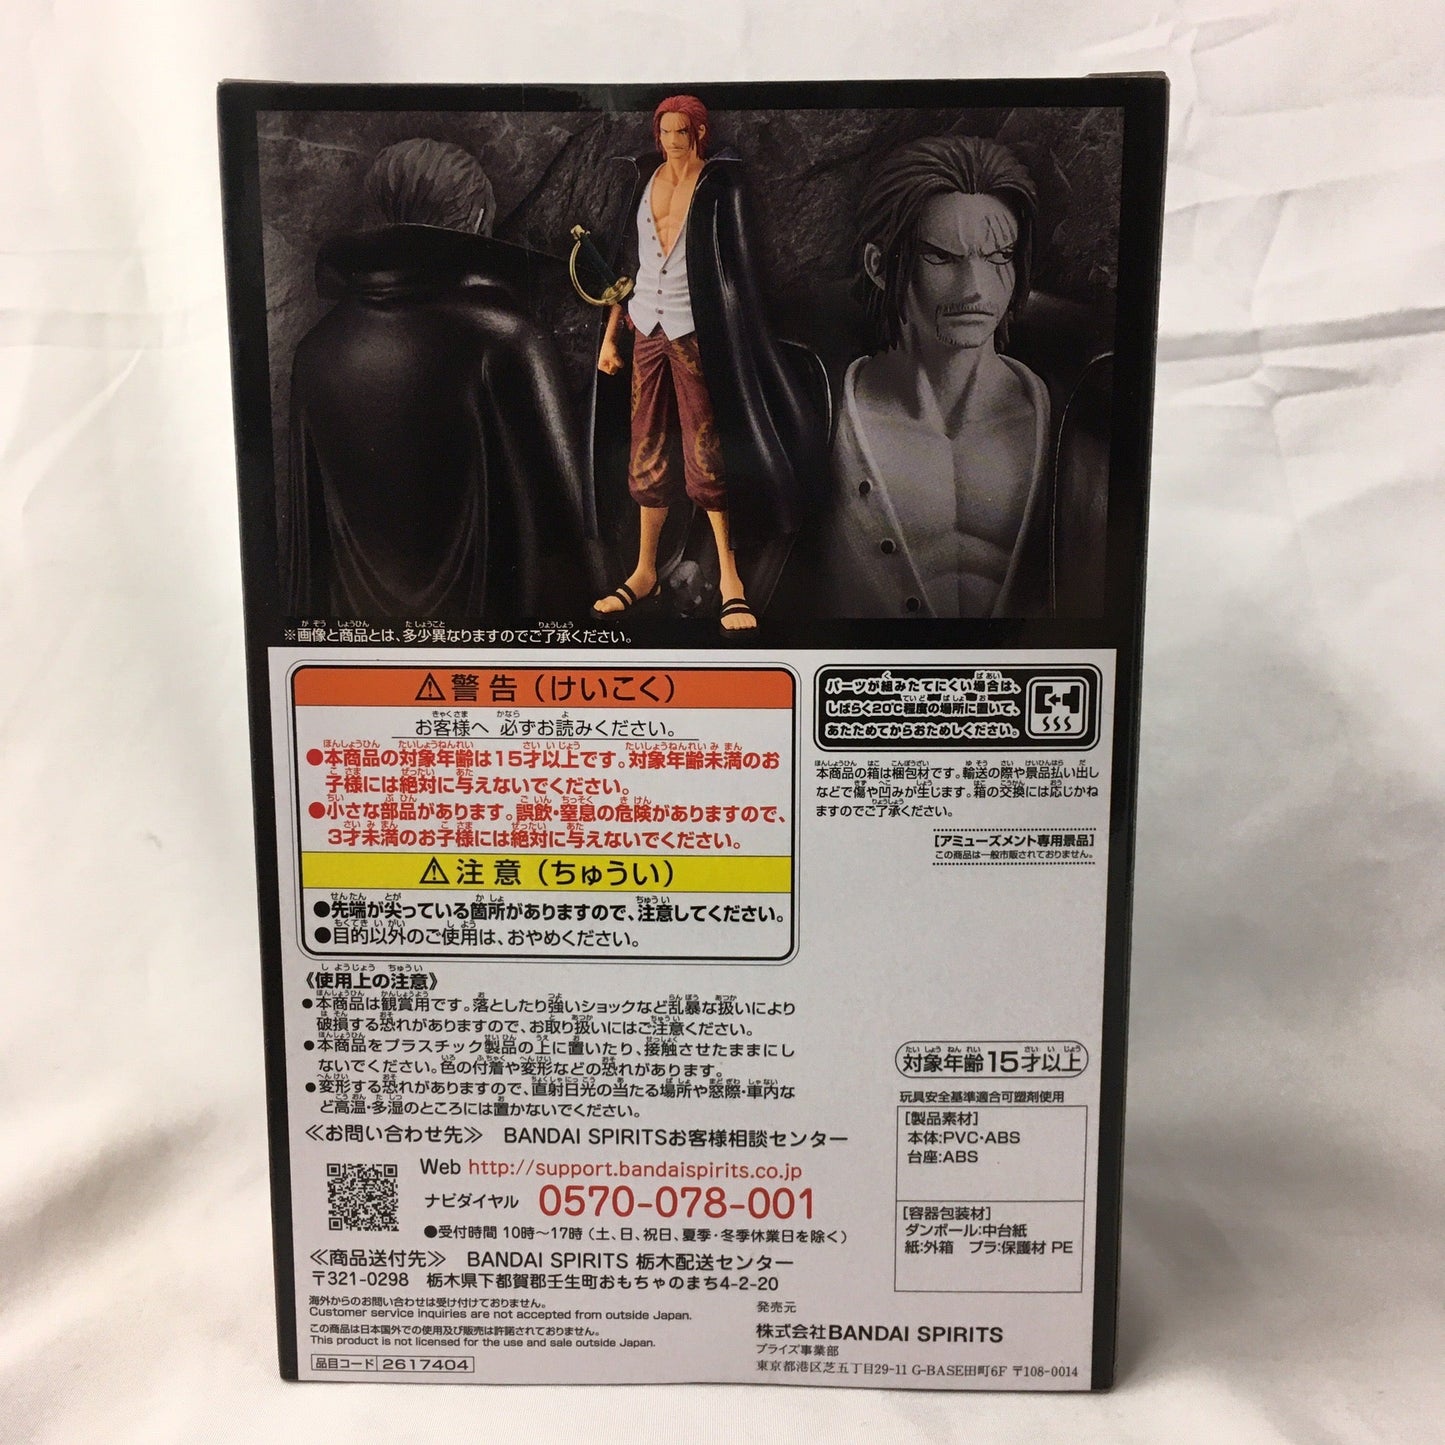 ※画像と商品とは、多少異なりますのでご了承ください。
⚠警告（けいこく）
お客様へ 必ずお読みください。
●本商品の対象年齢は15才以上です。対象年齢未満のお
子様には絶対に与えないでください。
●小さな部品があります。誤飲・窒息の危険がありますので、
3才未満のお子様には絶対に与えないでください。
⚠注意（ちゅうい）
●先端が尖っている箇所がありますので、注意してください。
●目的以外のご使用は、おやめください。
パーツが組みたてにくい場合は、
しばらく20℃程度の場所に置いて、
あたためてからおためしください。
本商品の箱は梱包材です。輸送の際や景品払い出し
などで傷や凹みが生じます。箱の交換には応じかね
ますのでご了承ください。
［アミューズメント専用景品］
この商品は一般市販されておりません。
《使用上の注意》
●本商品は観賞用です。落としたり強いショックなど乱暴な扱いにより
破損する恐れがありますので、お取り扱いにはご注意ください。
●本商品をプラスチック製品の上に置いたり、接触させたままにし
ないでください。色の付着や変形などの恐れがあります。
●変形する恐れがありますので、直射日光の当たる場所や窓際・車内な
ど高温・多湿のところには置かないでください。
≪お問い合わせ先≫ BANDAI SPIRITSお客様相談センター
Web http://support.bandaispirits.co.jp
ナビダイヤル 0570-078-001
●受付時間 10時〜17時（土、日、祝日、夏季・冬季休業日を除く）
≪商品送付先≫ BANDAI SPIRITS 栃木配送センター
〒321-0298 栃木県下都賀郡壬生町おもちゃのまち4-2-20
海外からのお問い合わせは受け付けておりません。
Customer service inquiries are not accepted from outside Japan.
この商品は日本国外での使用及び販売は許諾されておりません。
This product is not licensed for the use and sale outside Japan.
品目コード 2617404
対象年齢15才以上
玩具安全基準適合可塑剤使用
［製品素材］
本体:PVC・ABS
台座:ABS
［容器包装材］
ダンボール:中台紙
紙:外箱 プラ:保護材 PE
発売元
株式会社BANDAI SPIRITS
プライズ事業部
東京都港区芝五丁目29-11 G-BASE田町6F 〒108-0014